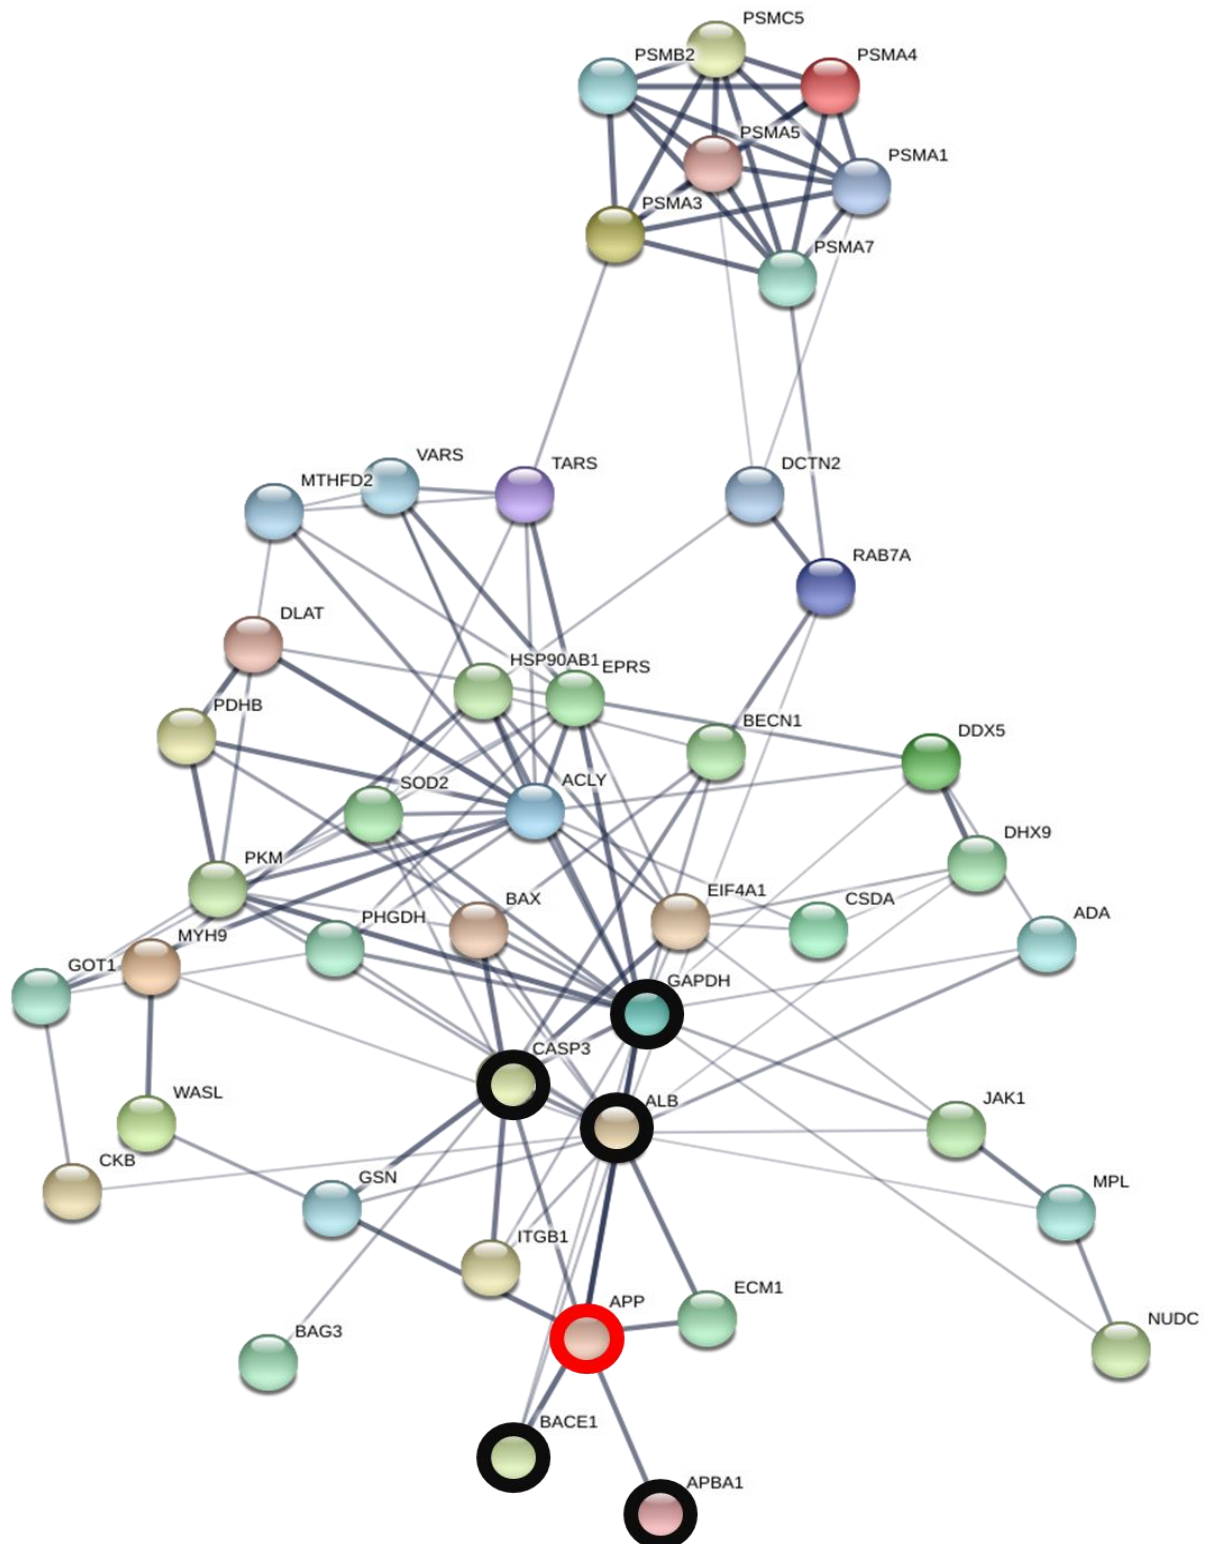 PSMC5
PSMB2
PSMA4
PSMA5
PSMA1
PSMA3
PSMA7
VARS
TARS
DCTN2
MTHFD2
RAB7A
DLAT
HSP90AB1
EPRS
PDHB
BECN1
DDX5
SOD2
ACLY
DHX9
PKM
EIF4A1
BAX
CSDA
PHGDH
ADA
MYH9
GOT1
GAPDH
CASP3
WASL
ALB
JAK1
CKB
GSN
MPL
ITGB1
ECM1
APP
NUDC
BAG3
BACE1
APBA1